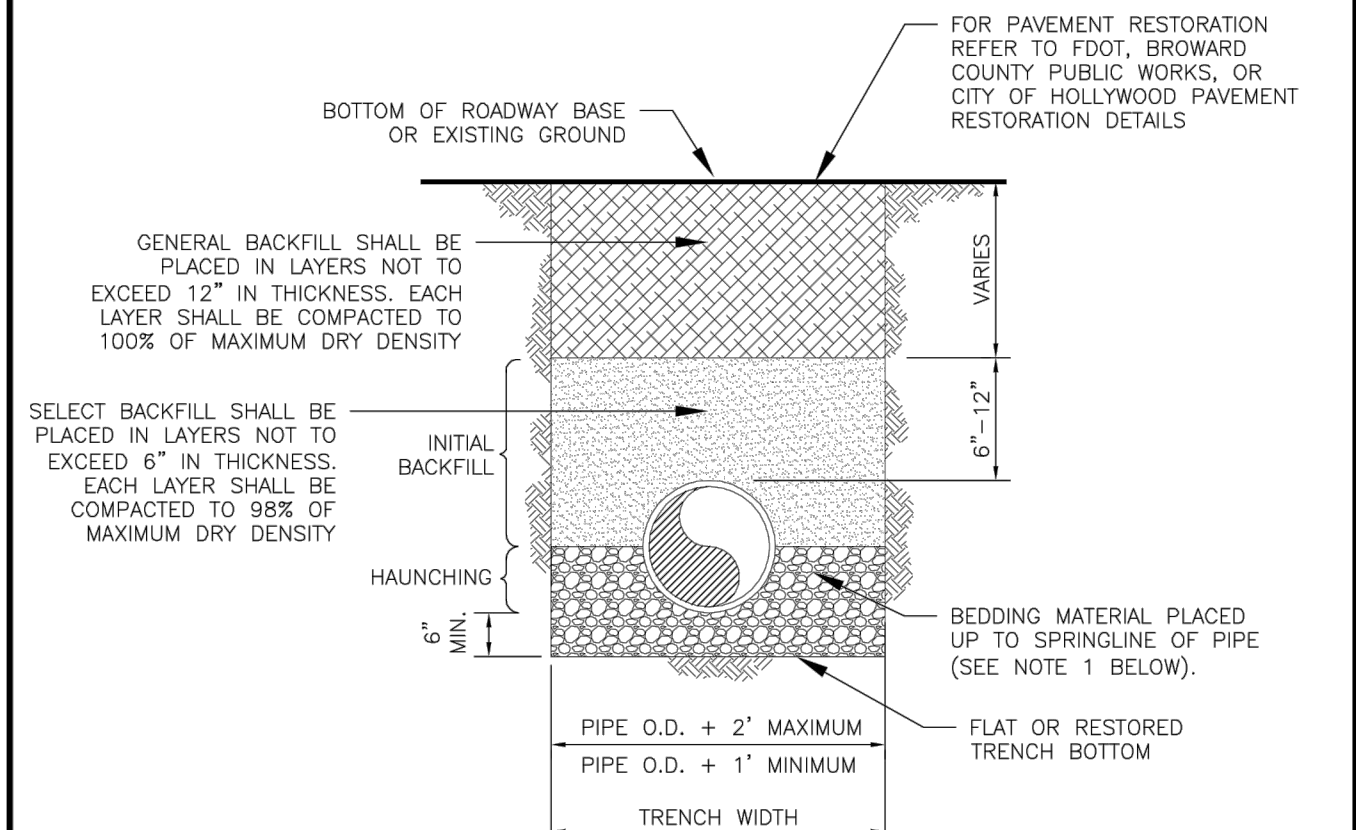 FOR PAVEMENT RESTORATION
REFER TO FDOT, BROWARD
COUNTY PUBLIC WORKS, OR
CITY OF HOLLYWOOD PAVEMENT
RESTORATION DETAILS
BOTTOM OF ROADWAY BASE
OR EXISTING GROUND
GENERAL BACKFILL SHALL BE
PLACED IN LAYERS NOT TO
EXCEED 12" IN THICKNESS. EACH
LAYER SHALL BE COMPACTED TO
100% OF MAXIMUM DRY DENSITY
VARIES
SELECT BACKFILL SHALL BE
PLACED IN LAYERS NOT TO
EXCEED 6" IN THICKNESS.
EACH LAYER SHALL BE
COMPACTED TO 98% OF
MAXIMUM DRY DENSITY
INITIAL
BACKFILL
6"-12"
HAUNCHING
6"
MIN.
BEDDING MATERIAL PLACED
UP TO SPRINGLINE OF PIPE
(SEE NOTE 1 BELOW).
FLAT OR RESTORED
TRENCH BOTTOM
PIPE O.D. + 2' MAXIMUM
PIPE O.D. + 1' MINIMUM
TRENCH WIDTH